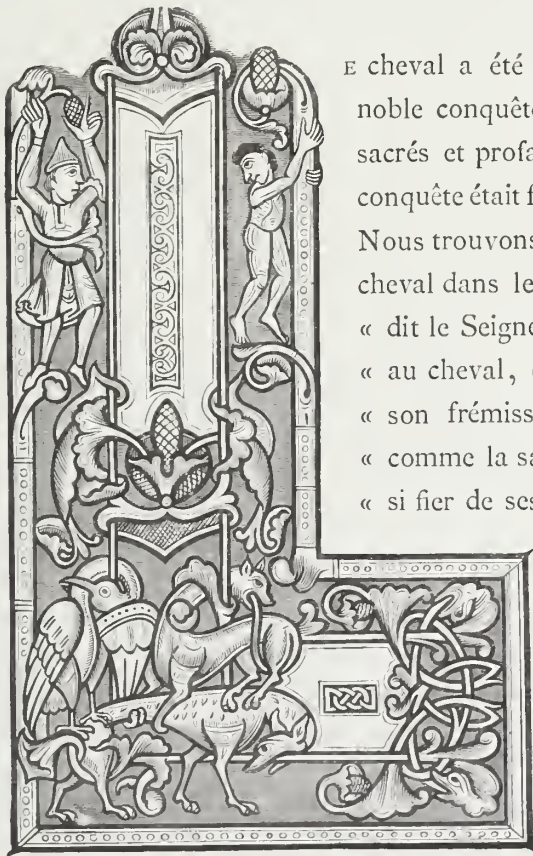 L
E cheval a été
noble conquête
sacrés et profa
conquête était f
Nous trouvons
cheval dans le
« dit le Seigne
« au cheval,
« son frémiss
« comme la sa
« si fier de ses